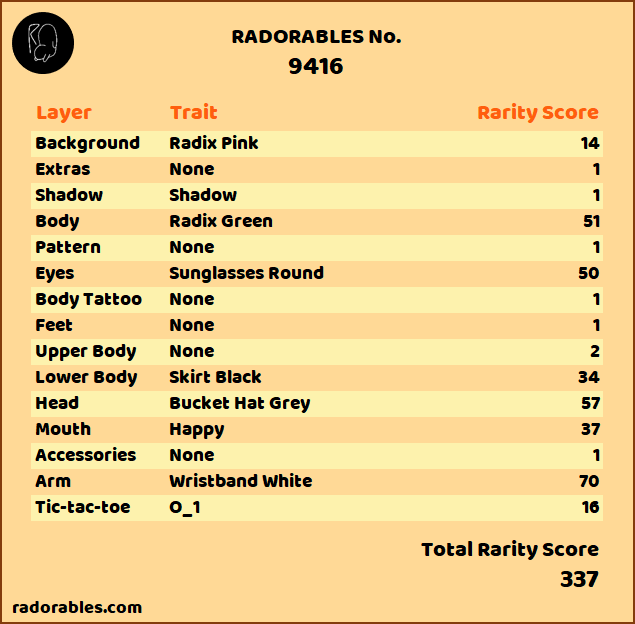 RADORABLES No.
9416
Layer Trait Rarity Score
Background Radix Pink 14
Extras None 1
Shadow Shadow 1
Body Radix Green 51
Pattern None 1
Eyes Sunglasses Round 50
Body Tattoo None 1
Feet None 1
Upper Body None 2
Lower Body Skirt Black 34
Head Bucket Hat Grey 57
Mouth Happy 37
Accessories None 1
Arm Wristband White 70
Tic-tac-toe O_1 16
Total Rarity Score
337
radorables.com